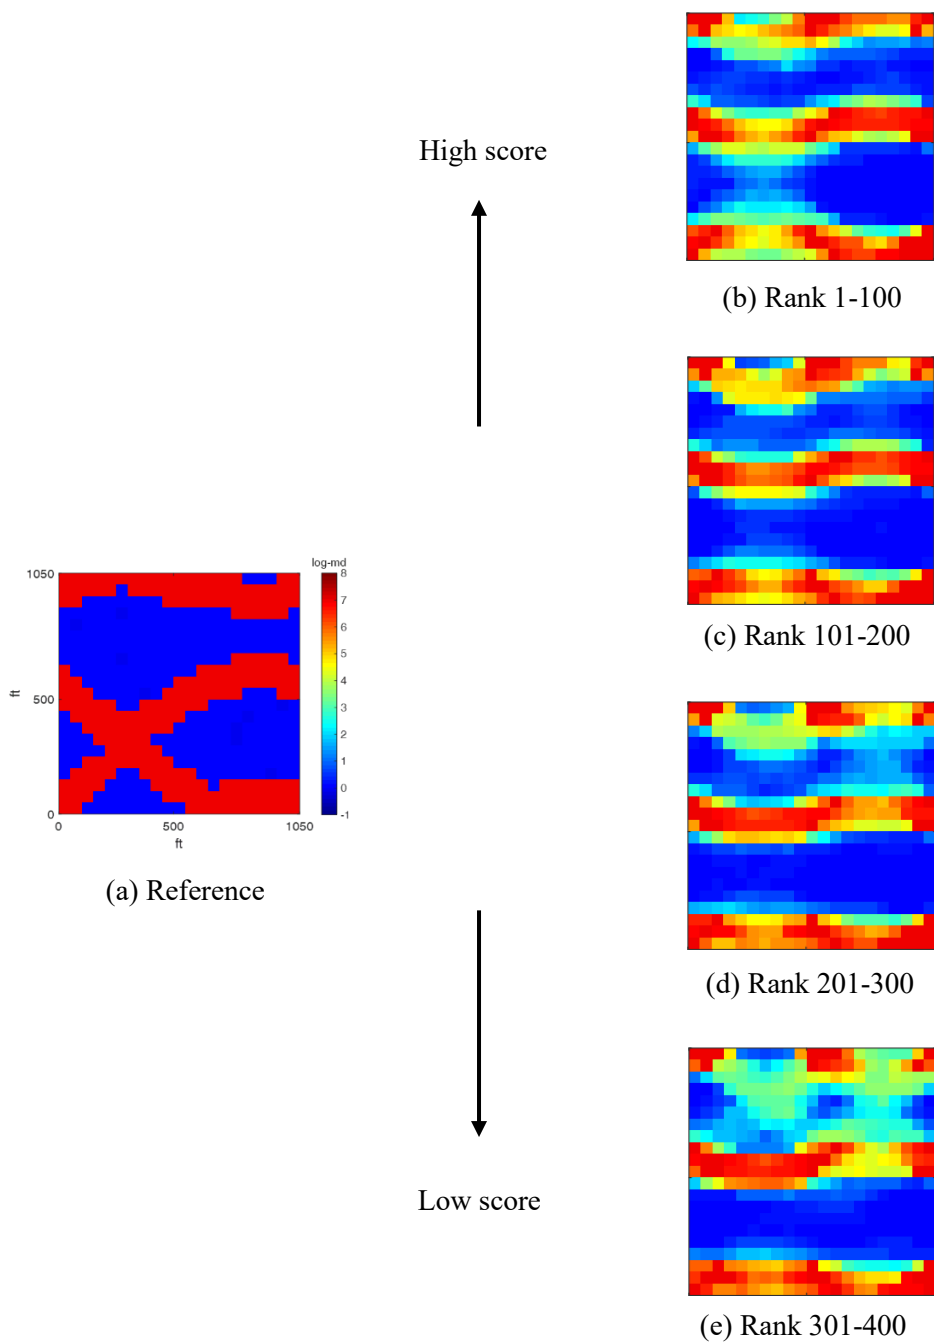 High score
(b) Rank 1-100
(c) Rank 101-200
log-md
1050
8
7
6
5
500
4
ft
3
2
1
0
0
-1
0
500
1050
ft
(a) Reference
(d) Rank 201-300
Low score
(e) Rank 301-400